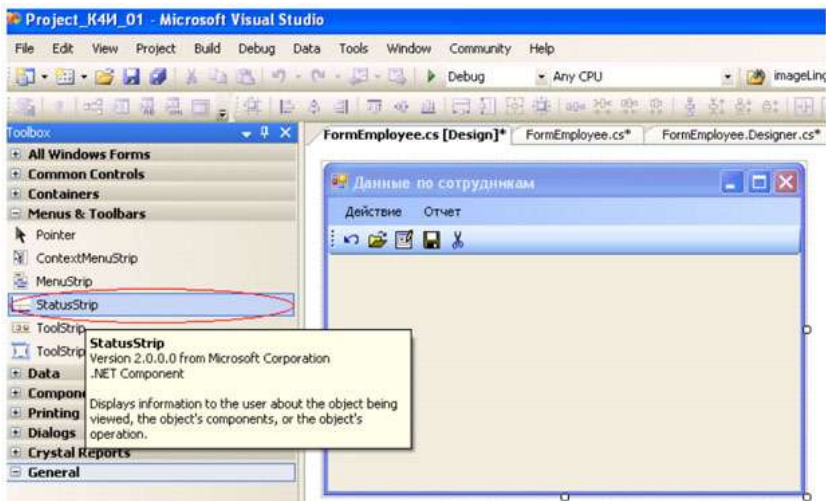 Project_КЧИ_01 - Microsoft Visual Studio
File Edit View Project Build Debug Data Tools Window Community Help
Debug Any CPU imageLing
Toolbox
FormEmployee.cs [Design]* FormEmployee.cs* FormEmployee.Designer.cs*
All Windows Forms
Common Controls
Containers
Menus & Toolbars
Pointer
ContextMenuStrip
MenuStrip
StatusStrip
ToolStrip
ToolStrip
Data
Compone
Printing
Dialogs
Crystal Reports
General
StatusStrip
Version 2.0.0.0 from Microsoft Corporation
.NET Component
Displays information to the user about the object being
viewed, the object's components, or the object's
operation.
Данные по сотрудникам
Действие Отчет